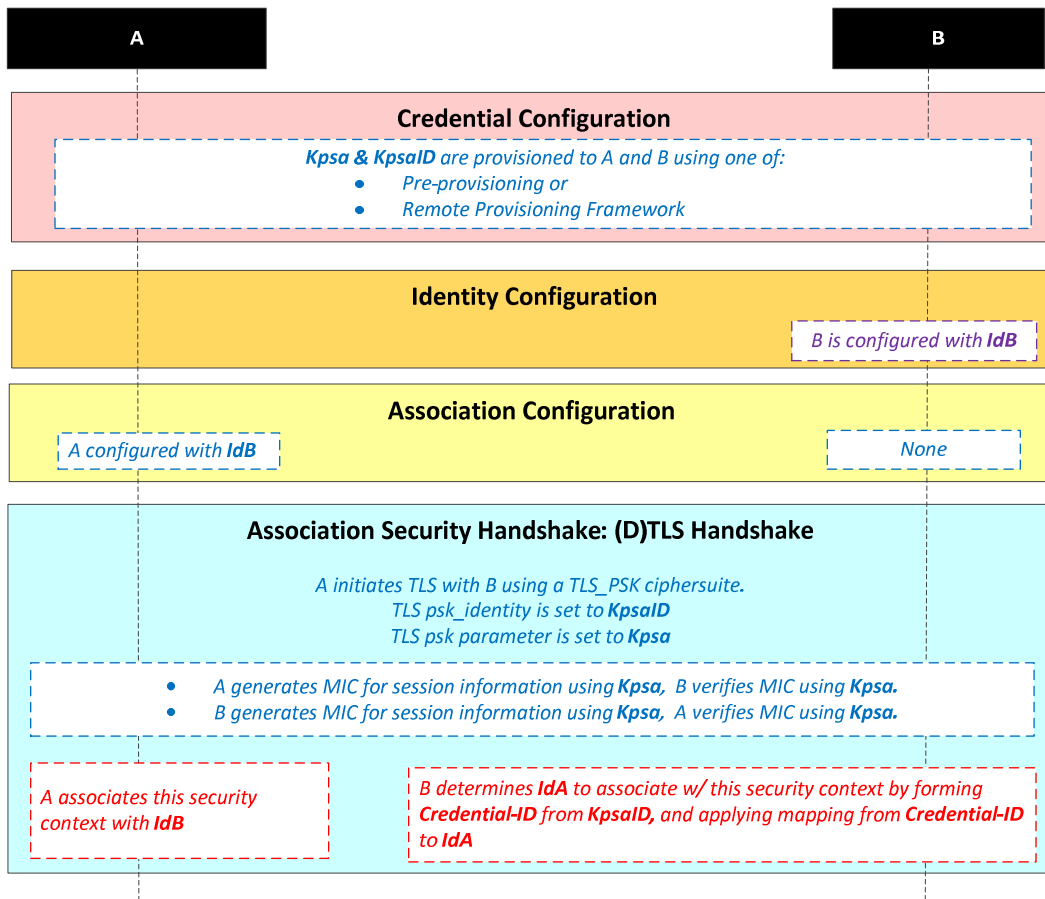 A
B
Credential Configuration
Kpsa & KpsaID are provisioned to A and B using one of:
• Pre-provisioning or
• Remote Provisioning Framework
Identity Configuration
B is configured with IdB
Association Configuration
A configured with IdB
None
Association Security Handshake: (D)TLS Handshake
A initiates TLS with B using a TLS_PSK ciphersuite.
TLS psk_identity is set to KpsaID
TLS psk parameter is set to Kpsa
• A generates MIC for session information using Kpsa, B verifies MIC using Kpsa.
• B generates MIC for session information using Kpsa, A verifies MIC using Kpsa.
A associates this security
context with IdB
B determines IdA to associate w/ this security context by forming
Credential-ID from KpsaID, and applying mapping from Credential-ID
to IdA